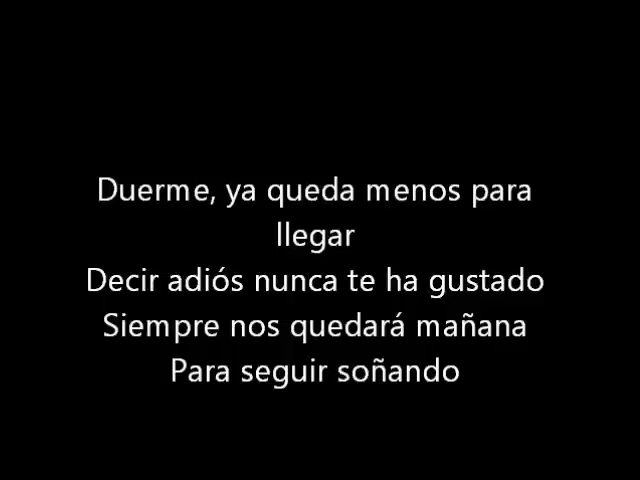 Duerme, ya queda menos para
llegar
Decir adiós nunca te ha gustado
Siempre nos quedará mañana
Para seguir soñando